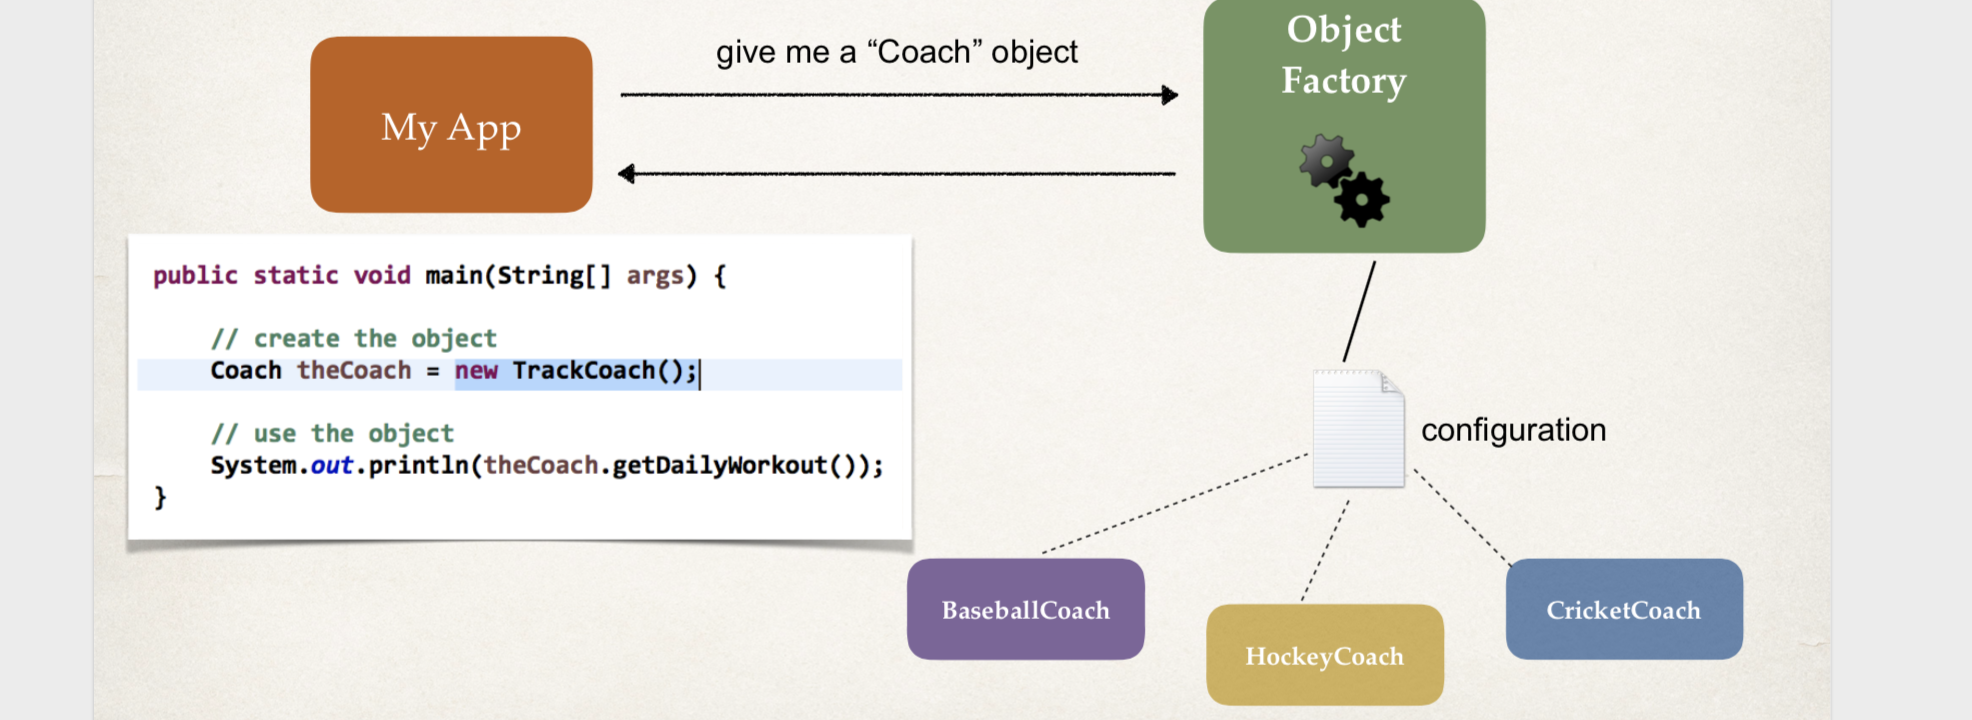 My App
give me a “Coach” object
Object
Factory
public static void main(String[] args) {
// create the object
Coach theCoach = new TrackCoach();
// use the object
System.out.println(theCoach.getDailyWorkout());
}
configuration
BaseballCoach
HockeyCoach
CricketCoach